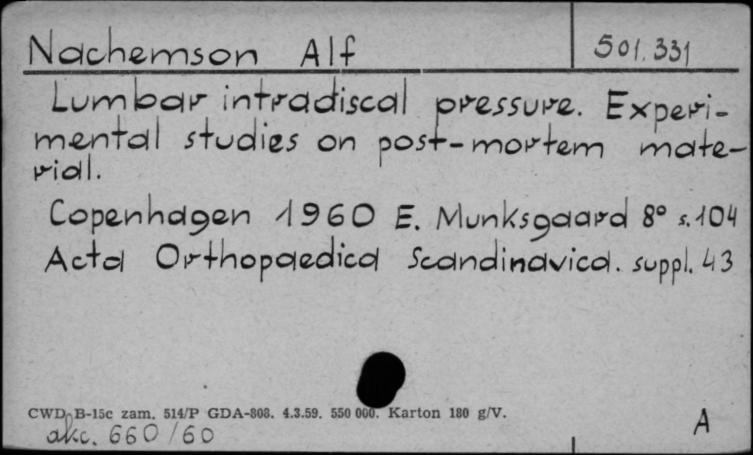 Nachemson Alf 501.331
Lumbar intradiscal pressure. Experi-
mental studies on post-mortem mate-
rial.
Copenhagen 1960 E. Munksgaard 8° s.104
Acta Orthopaedica Scandinavica. suppl. 43
CWD B-15c zam. 514/P GDA-808. 4.3.59. 550 000. Karton 180 g/V.
akc. 660/60 A